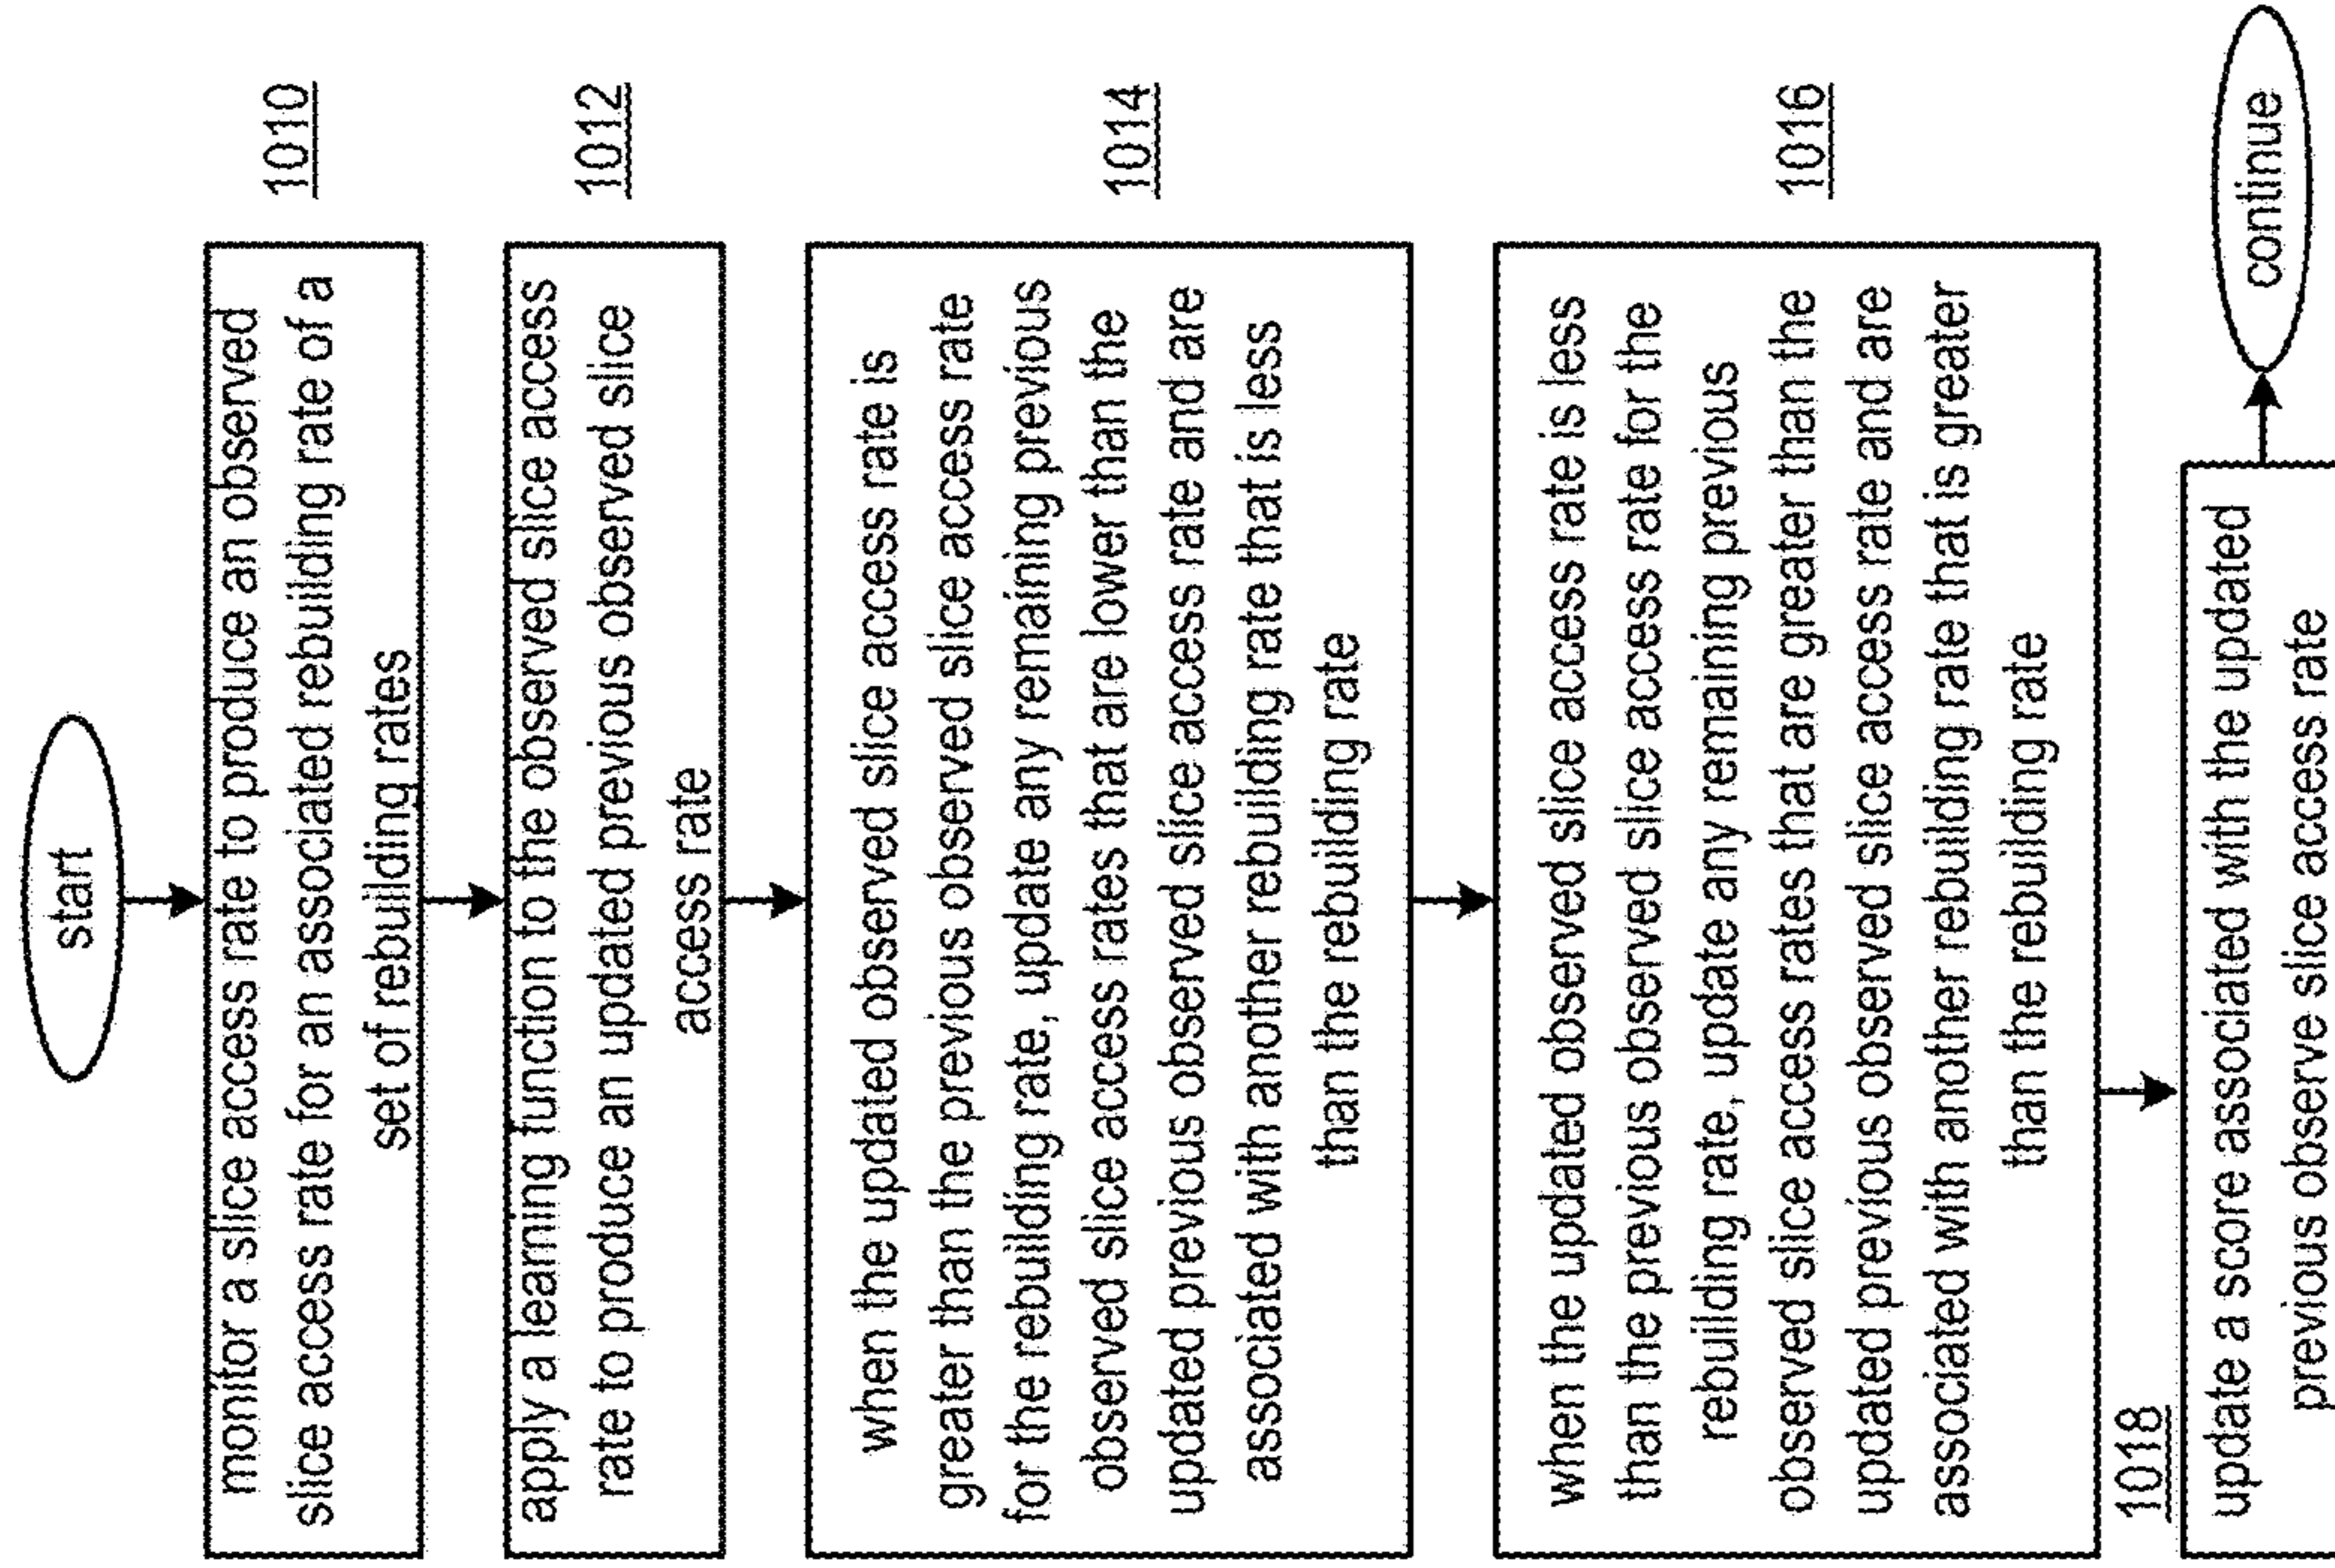 start
1010
monitor a slice access rate to produce an observed
slice access rate for an associated rebuilding rate of a
set of rebuilding rates
1012
apply a learning function to the observed slice access
rate to produce an updated previous observed slice
access rate
1014
when the updated observed slice access rate is
greater than the previous observed slice access rate
for the rebuilding rate, update any remaining previous
observed slice access rates that are lower than the
updated previous observed slice access rate and are
associated with another rebuilding rate that is less
than the rebuilding rate
1016
when the updated observed slice access rate is less
than the previous observed slice access rate for the
rebuilding rate, update any remaining previous
observed slice access rates that are greater than the
updated previous observed slice access rate and are
associated with another rebuilding rate that is greater
than the rebuilding rate
1018
update a score associated with the updated
previous observe slice access rate
continue